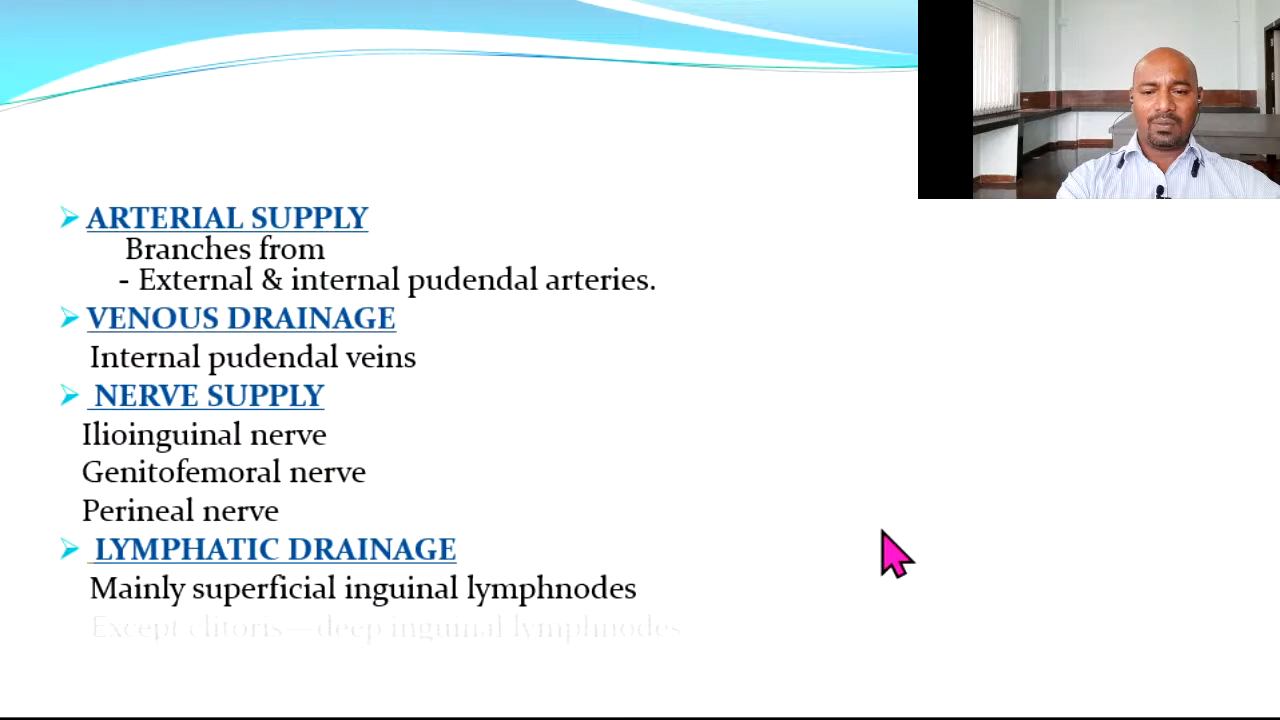 ARTERIAL SUPPLY
Branches from
- External & internal pudendal arteries.
VENOUS DRAINAGE
Internal pudendal veins
NERVE SUPPLY
Ilioinguinal nerve
Genitofemoral nerve
Perineal nerve
LYMPHATIC DRAINAGE
Mainly superficial inguinal lymphnodes
Except clitoris—deep inguinal lymphnodes